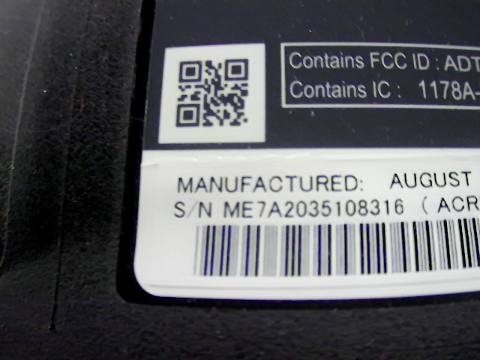 Contains FCC ID : ADT
Contains IC : 1178A-
MANUFACTURED: AUGUST
S/N ME7A2035108316 ( ACR